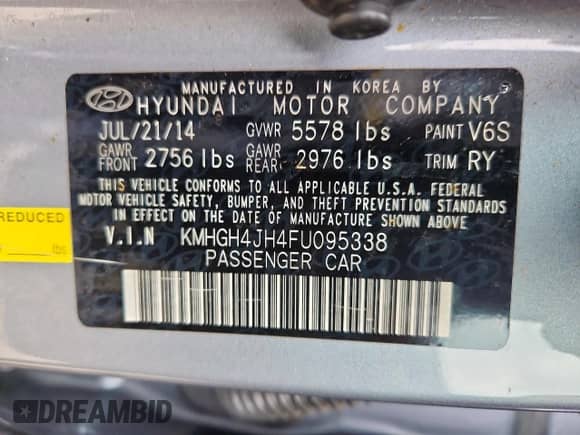 MANUFACTURED IN KOREA BY
HYUNDAI MOTOR COMPANY
JUL/21/14 GVWR 5578 lbs PAINT V6S
GAWR FRONT 2756 lbs GAWR REAR: 2976 lbs TRIM RY
THIS VEHICLE CONFORMS TO ALL APPLICABLE U.S.A. FEDERAL
MOTOR VEHICLE SAFETY, BUMPER, AND THEFT PREVENTION STANDARDS
IN EFFECT ON THE DATE OF MANUFACTURE SHOWN ABOVE
V.I.N KMHGH4JH4FU095338
PASSENGER CAR
REDUCED
lbs
DREAMBID